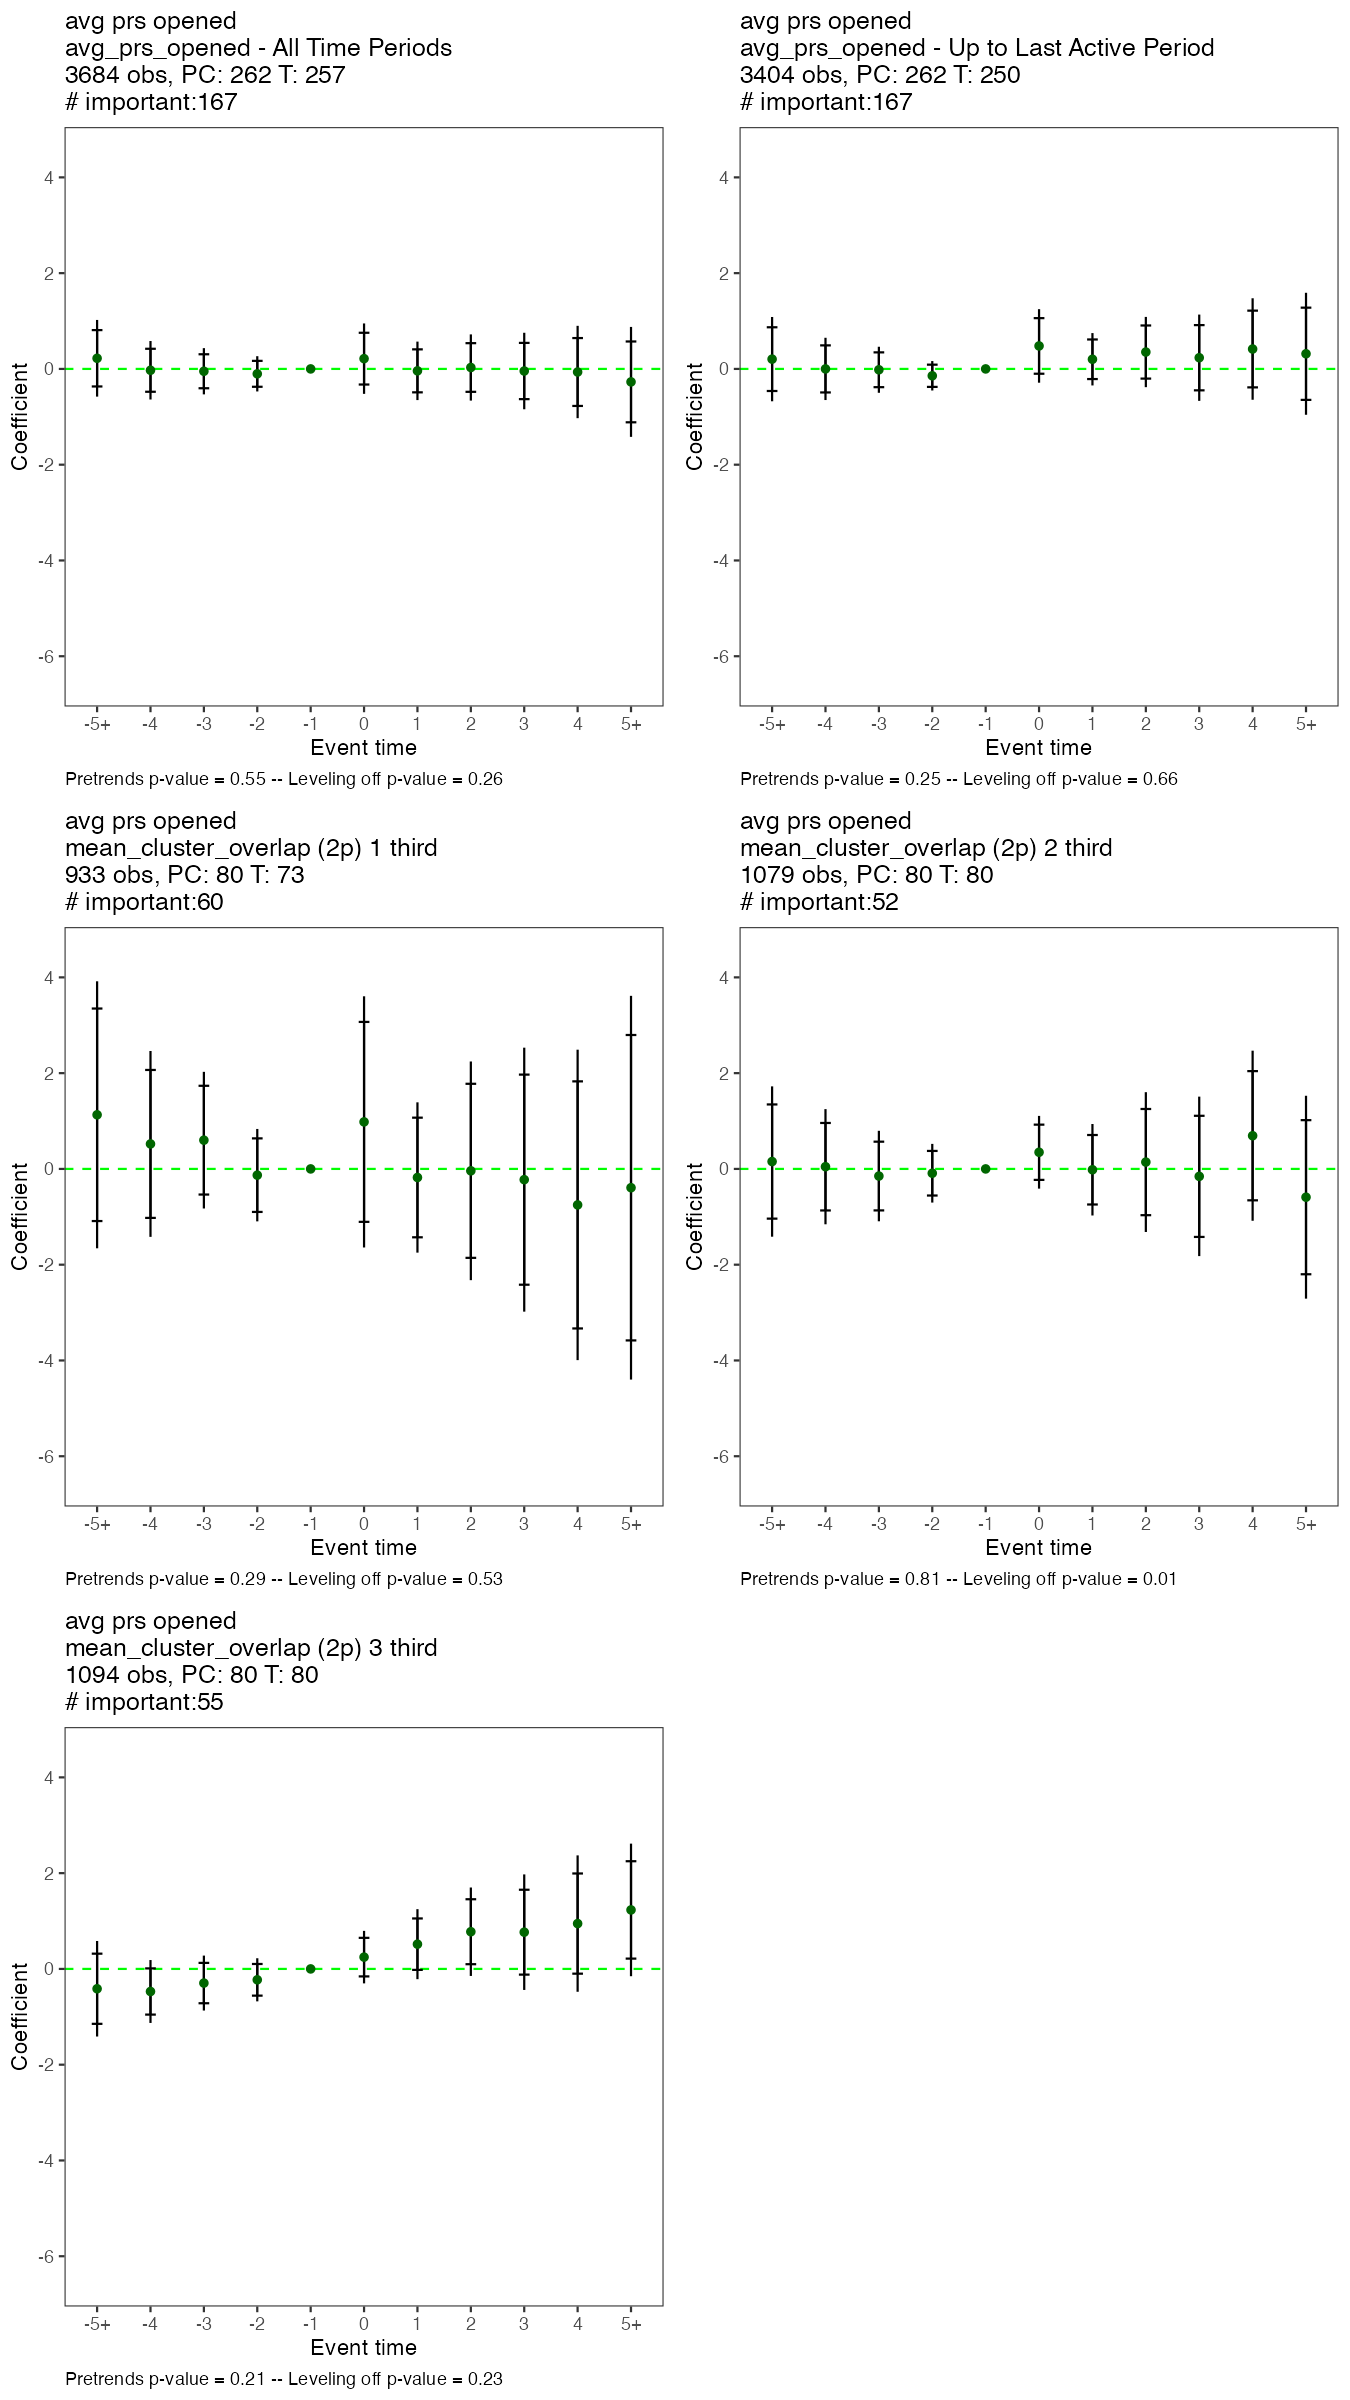 avg prs opened
avg_prs_opened - All Time Periods
3684 obs, PC: 262 T: 257
# important:167
4
2
0
-2
-4
-6
Coefficient
-5+ -4 -3 -2 -1 0 1 2 3 4 5+
Event time
Pretrends p-value = 0.55 -- Leveling off p-value = 0.26
avg prs opened
avg_prs_opened - Up to Last Active Period
3404 obs, PC: 262 T: 250
# important:167
4
2
0
-2
-4
-6
Coefficient
-5+ -4 -3 -2 -1 0 1 2 3 4 5+
Event time
Pretrends p-value = 0.25 -- Leveling off p-value = 0.66
avg prs opened
mean_cluster_overlap (2p) 1 third
933 obs, PC: 80 T: 73
# important:60
4
2
0
-2
-4
-6
Coefficient
-5+ -4 -3 -2 -1 0 1 2 3 4 5+
Event time
Pretrends p-value = 0.29 -- Leveling off p-value = 0.53
avg prs opened
mean_cluster_overlap (2p) 2 third
1079 obs, PC: 80 T: 80
# important:52
4
2
0
-2
-4
-6
Coefficient
-5+ -4 -3 -2 -1 0 1 2 3 4 5+
Event time
Pretrends p-value = 0.81 -- Leveling off p-value = 0.01
avg prs opened
mean_cluster_overlap (2p) 3 third
1094 obs, PC: 80 T: 80
# important:55
4
2
0
-2
-4
-6
Coefficient
-5+ -4 -3 -2 -1 0 1 2 3 4 5+
Event time
Pretrends p-value = 0.21 -- Leveling off p-value = 0.23